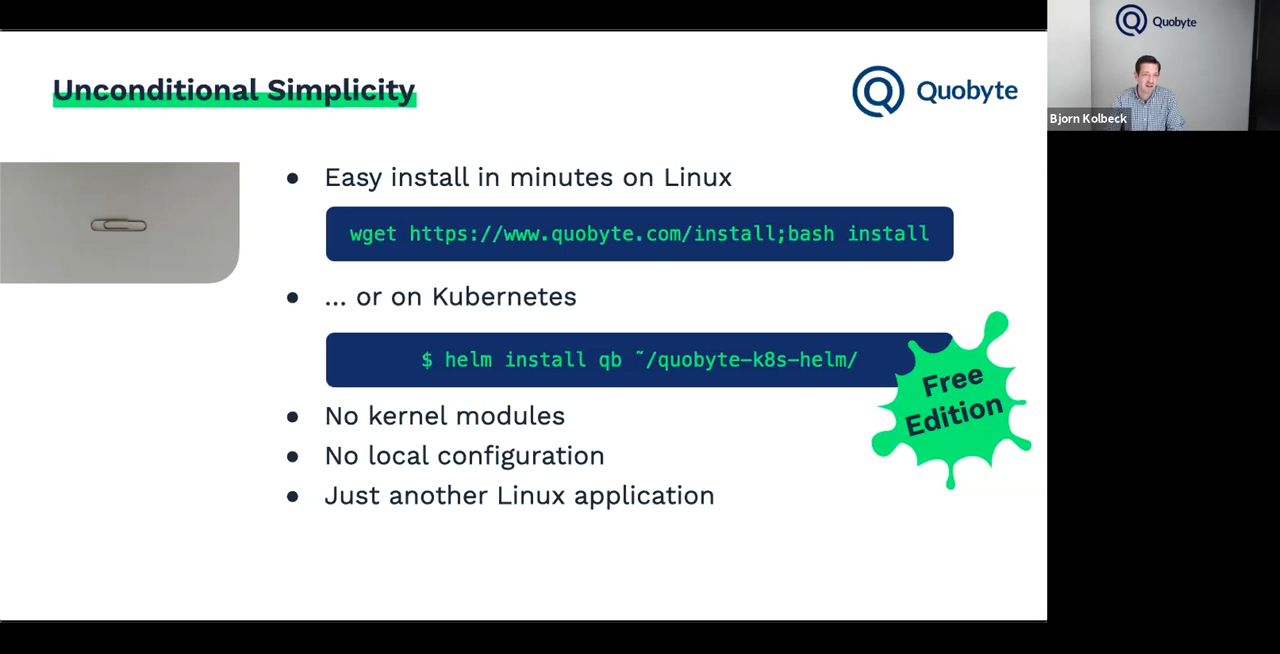 Unconditional Simplicity
Quobyte
Quobyte
Bjorn Kolbeck
● Easy install in minutes on Linux
wget https://www.quobyte.com/install;bash install
● ... or on Kubernetes
$ helm install qb ~/quobyte-k8s-helm/
Free
Edition
● No kernel modules
● No local configuration
● Just another Linux application